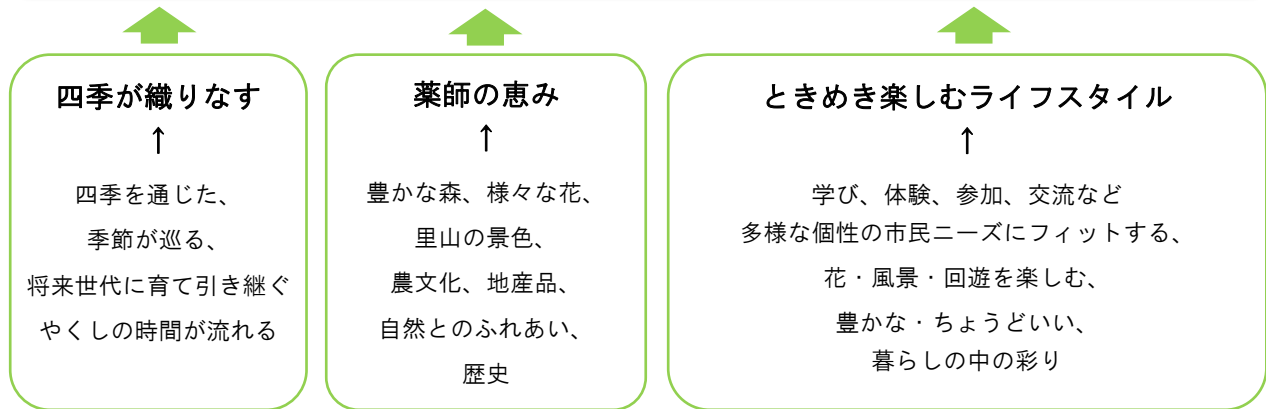 四季が織りなす
↑
四季を通じた、
季節が巡る、
将来世代に育て引き継ぐ
やくしの時間が流れる
薬師の恵み
↑
豊かな森、様々な花、
里山の景色、
農文化、地産品、
自然とのふれあい、
歴史
ときめき楽しむライフスタイル
↑
学び、体験、参加、交流など
多様な個性の市民ニーズにフィットする、
花・風景・回遊を楽しむ、
豊かな・ちょうどいい、
暮らしの中の彩り